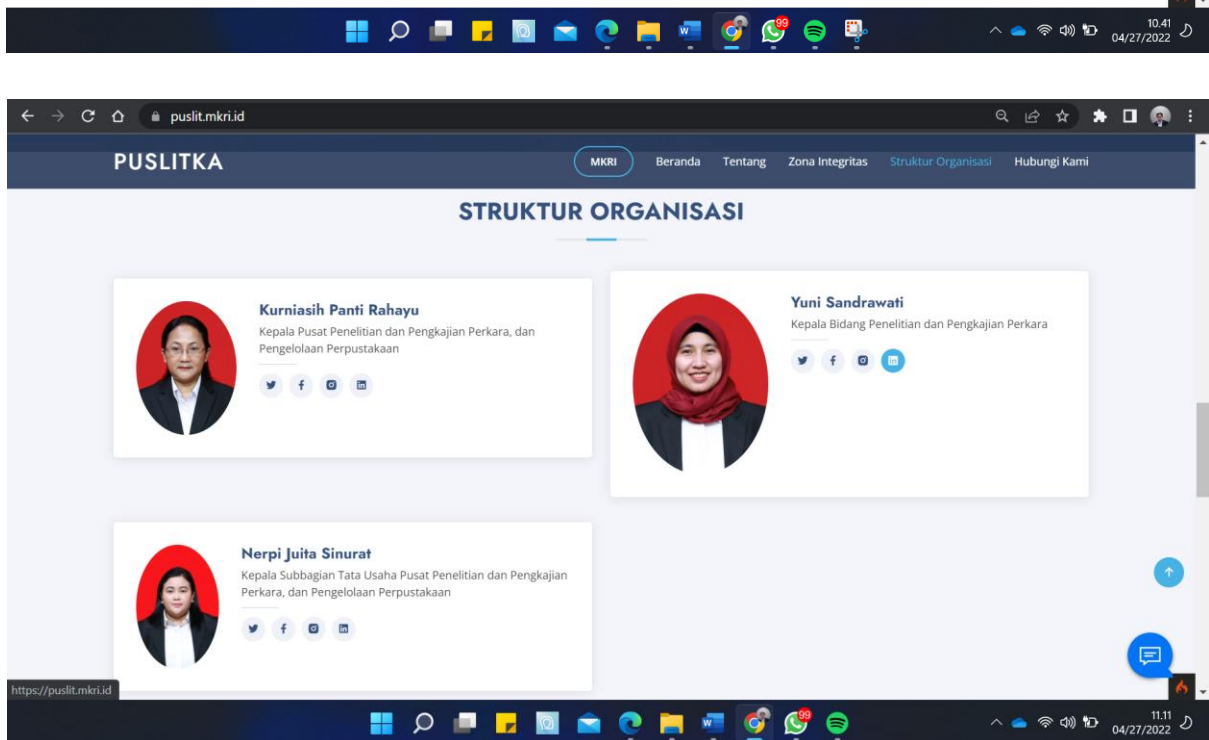 99
10.41
04/27/2022
puslit.mkri.id
PUSLITKA
MKRI Beranda Tentang Zona Integritas Struktur Organisasi Hubungi Kami
STRUKTUR ORGANISASI
Kurniasih Panti Rahayu
Kepala Pusat Penelitian dan Pengkajian Perkara, dan
Pengelolaan Perpustakaan
Yuni Sandrawati
Kepala Bidang Penelitian dan Pengkajian Perkara
Nerpi Juita Sinurat
Kepala Subbagian Tata Usaha Pusat Penelitian dan Pengkajian
Perkara, dan Pengelolaan Perpustakaan
https://puslit.mkri.id
99
11.11
04/27/2022